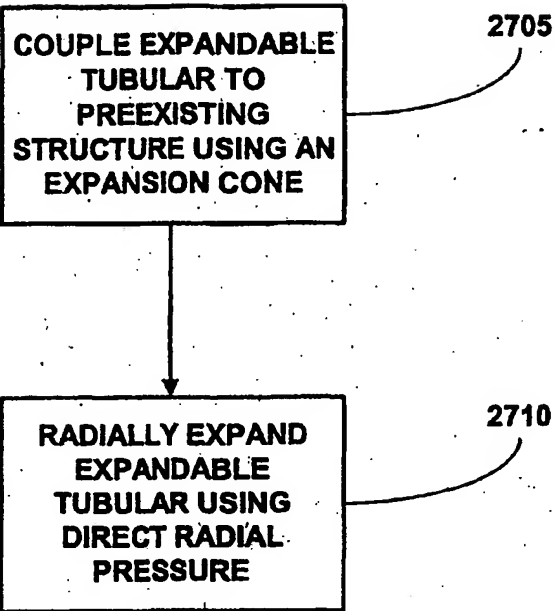 2705
COUPLE EXPANDABLE
TUBULAR TO
PREEXISTING
STRUCTURE USING AN
EXPANSION CONE
2710
RADIALLY EXPAND
EXPANDABLE
TUBULAR USING
DIRECT RADIAL
PRESSURE